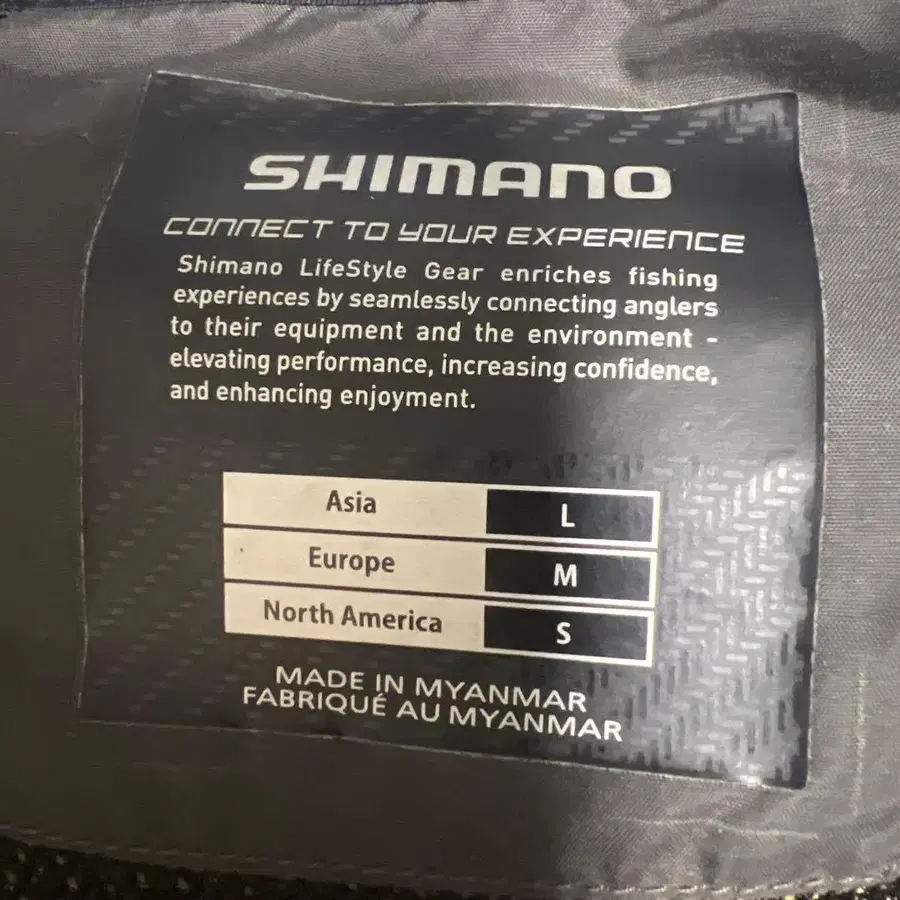 SHIMANO
CONNECT TO YOUR EXPERIENCE
Shimano LifeStyle Gear enriches fishing
experiences by seamlessly connecting anglers
to their equipment and the environment -
elevating performance, increasing confidence,
and enhancing enjoyment.
Asia L
Europe M
North America S
MADE IN MYANMAR
FABRIQUÉ AU MYANMAR